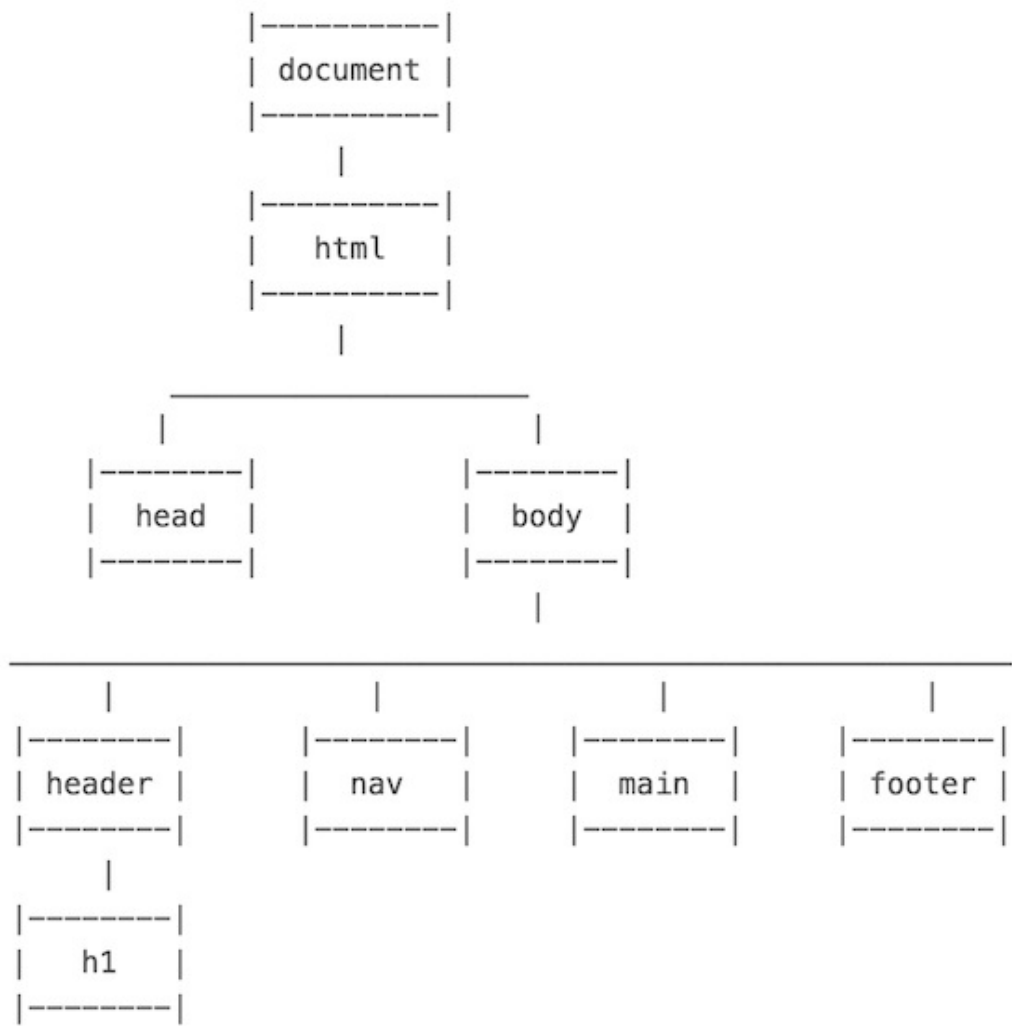 document
html
head body
header nav main footer
h1